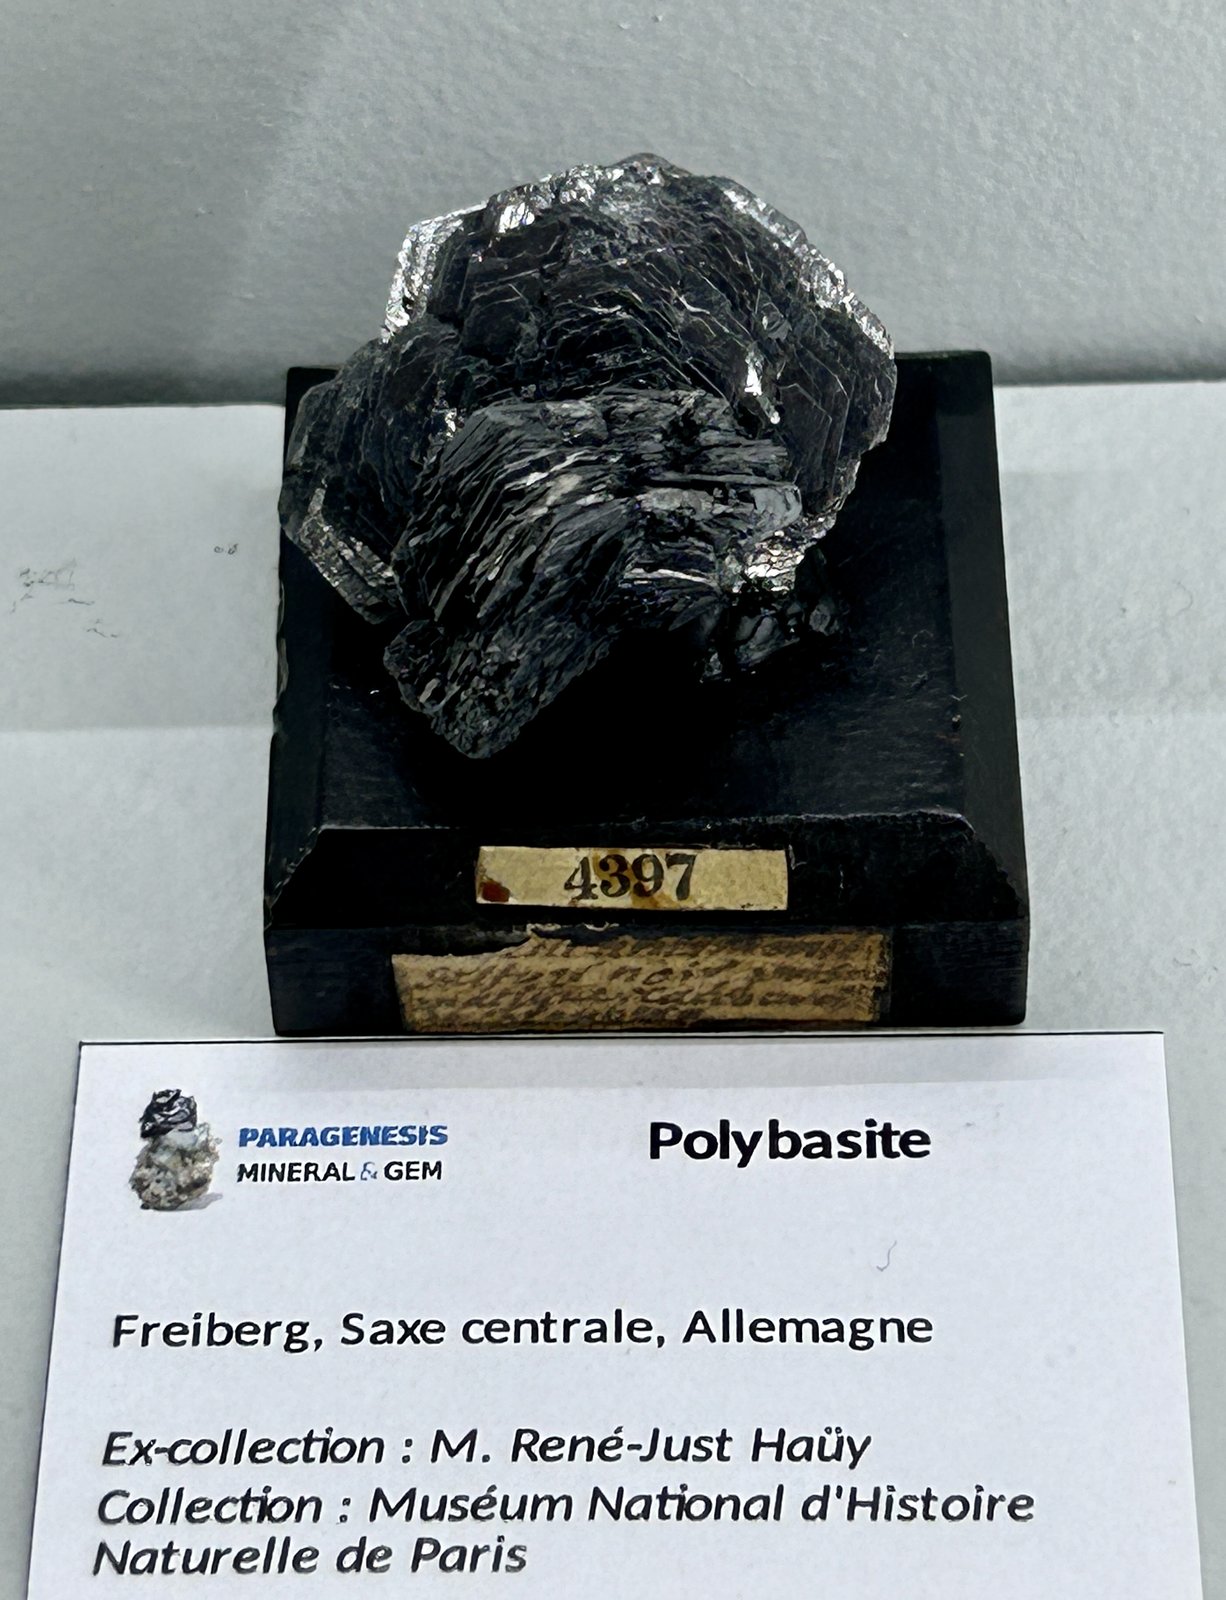 4397
noir
PARAGENESIS
MINERAL & GEM
Polybasite
Freiberg, Saxe centrale, Allemagne
Ex-collection : M. René-Just Haüy
Collection : Muséum National d'Histoire
Naturelle de Paris